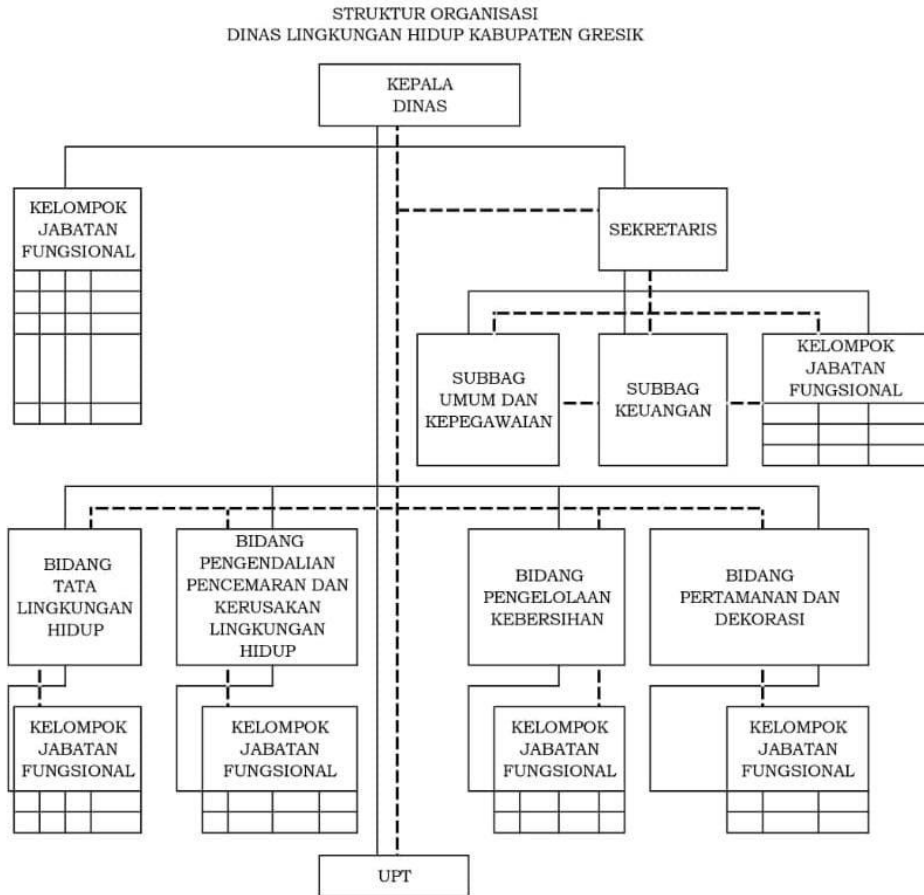 STRUKTUR ORGANISASI
DINAS LINGKUNGAN HIDUP KABUPATEN GRESIK
KEPALA
DINAS
KELOMPOK
JABATAN
FUNGSIONAL
SEKRETARIS
SUBBAG
UMUM DAN
KEPEGAWAIAN
SUBBAG
KEUANGAN
KELOMPOK
JABATAN
FUNGSIONAL
BIDANG
TATA
LINGKUNGAN
HIDUP
BIDANG
PENGENDALIAN
PENCEMARAN DAN
KERUSAKAN
LINGKUNGAN
HIDUP
BIDANG
PENGELOLAAN
KEBERSIHAN
BIDANG
PERTAMANAN DAN
DEKORASI
KELOMPOK
JABATAN
FUNGSIONAL
KELOMPOK
JABATAN
FUNGSIONAL
KELOMPOK
JABATAN
FUNGSIONAL
KELOMPOK
JABATAN
FUNGSIONAL
UPT